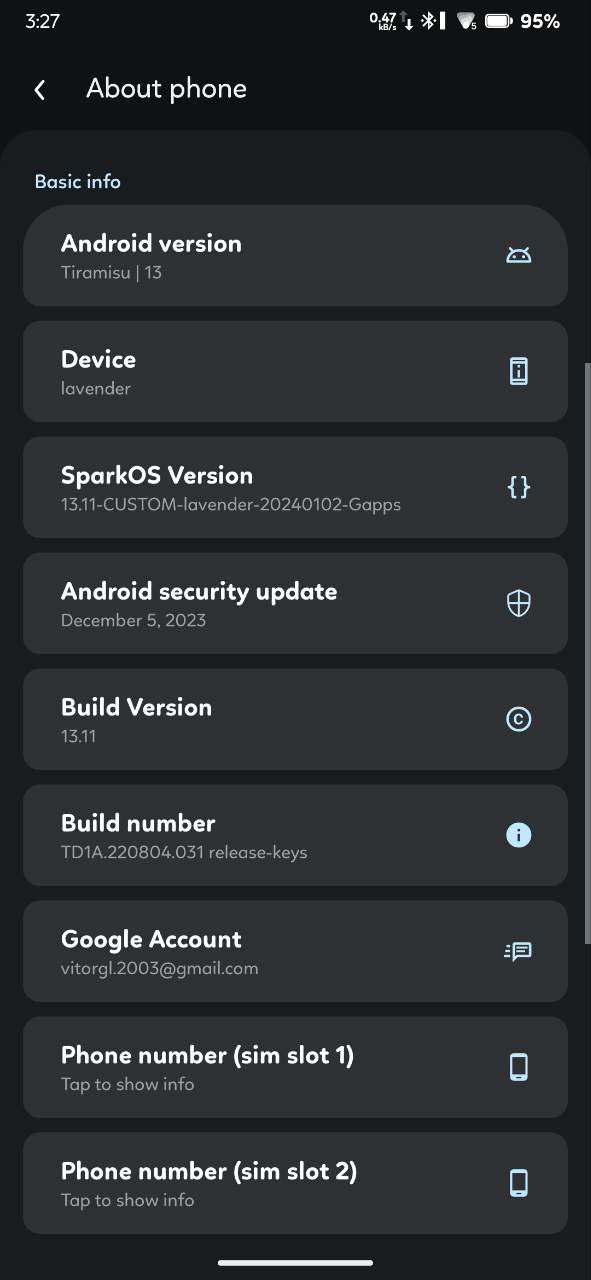 3:27
0.47
kB/s
5
95%
About phone
Basic info
Android version
Tiramisu | 13
Device
lavender
SparkOS Version
13.11-CUSTOM-lavender-20240102-Gapps
Android security update
December 5, 2023
Build Version
13.11
Build number
TD1A.220804.031 release-keys
Google Account
vitorgl.2003@gmail.com
Phone number (sim slot 1)
Tap to show info
Phone number (sim slot 2)
Tap to show info